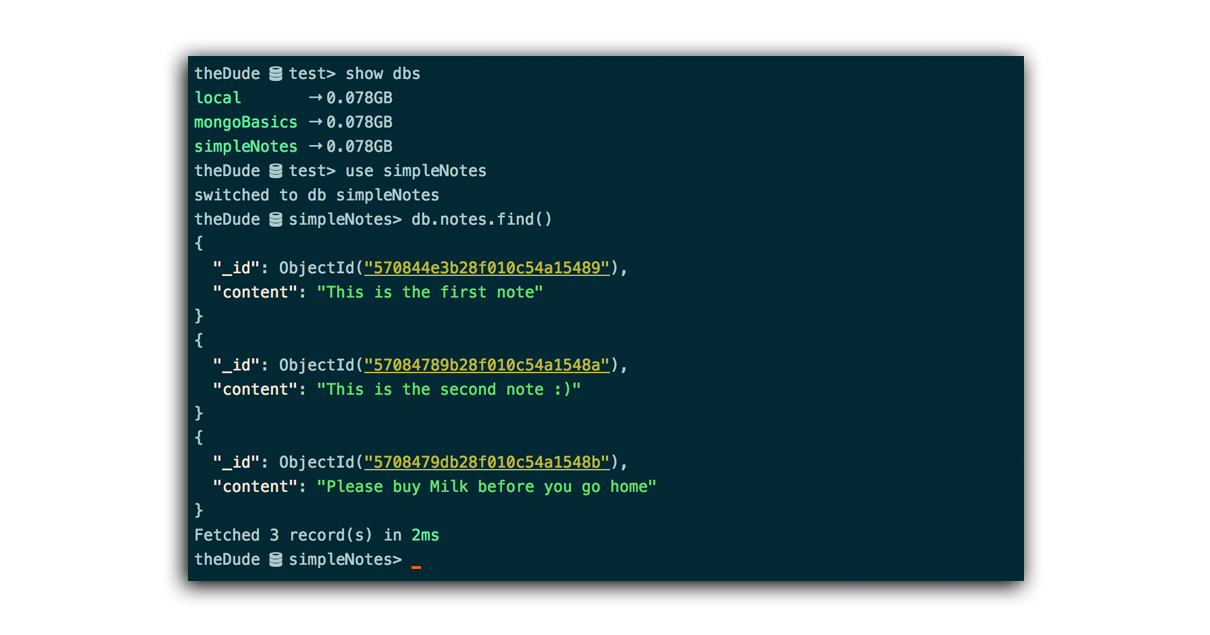 theDude test> show dbs
local →0.078GB
mongoBasics →0.078GB
simpleNotes →0.078GB
theDude test> use simpleNotes
switched to db simpleNotes
theDude simpleNotes> db.notes.find()
{
"_id": ObjectId("570844e3b28f010c54a15489"),
"content": "This is the first note"
}
{
"_id": ObjectId("57084789b28f010c54a1548a"),
"content": "This is the second note :)"
}
{
"_id": ObjectId("5708479db28f010c54a1548b"),
"content": "Please buy Milk before you go home"
}
Fetched 3 record(s) in 2ms
theDude simpleNotes> _